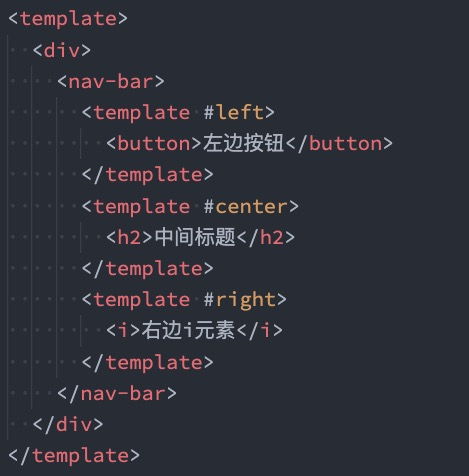 <template>
  <div>
    <nav-bar>
      <template #left>
        <button>左边按钮</button>
      </template>
      <template #center>
        <h2>中间标题</h2>
      </template>
      <template #right>
        <i>右边i元素</i>
      </template>
    </nav-bar>
  </div>
</template>